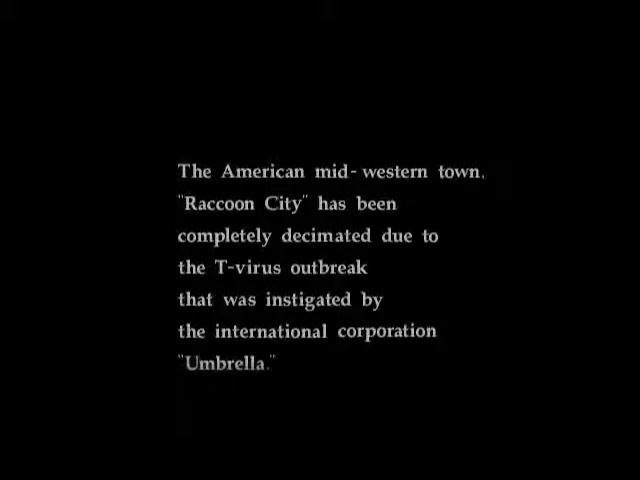 The American mid-western town,
"Raccoon City" has been
completely decimated due to
the T-virus outbreak
that was instigated by
the international corporation
"Umbrella."